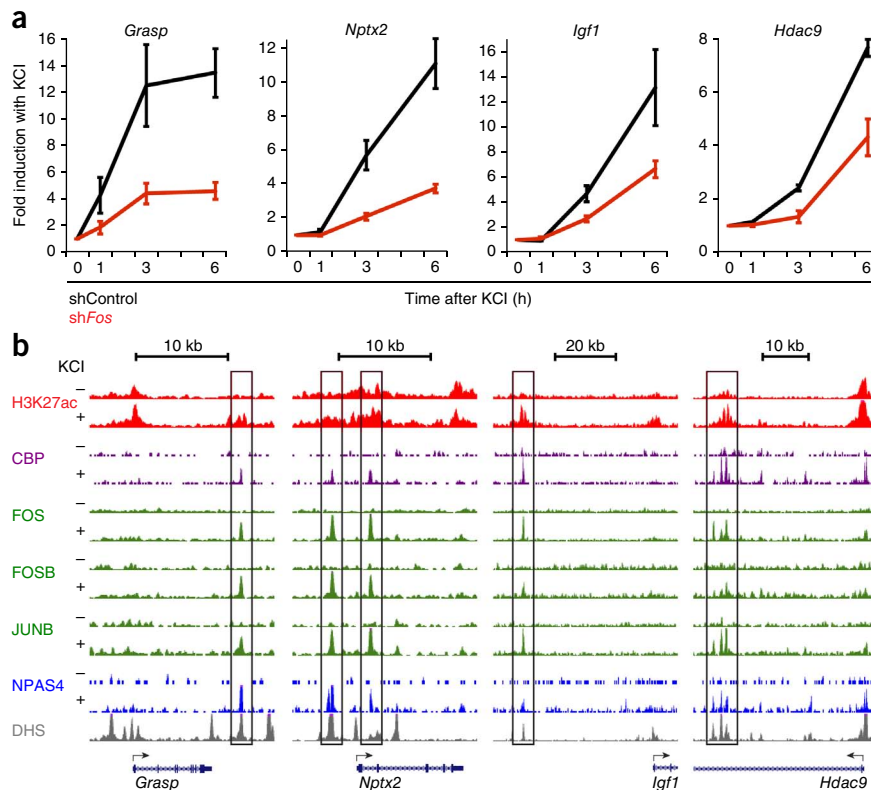 a
Grasp Nptx2 Igf1 Hdac9
Fold induction with KCl
16 14 12 10 8 6 4 2 0
12 10 8 6 4 2 0
16 14 12 10 8 6 4 2 0
8 6 4 2 0
0 1 3 6 0 1 3 6 0 1 3 6 0 1 3 6
shControl Time after KCl (h)
shFos
b
10 kb 10 kb 20 kb 10 kb
KCl
H3K27ac – +
CBP – +
FOS – +
FOSB – +
JUNB – +
NPAS4 – +
DHS
Grasp Nptx2 Igf1 Hdac9